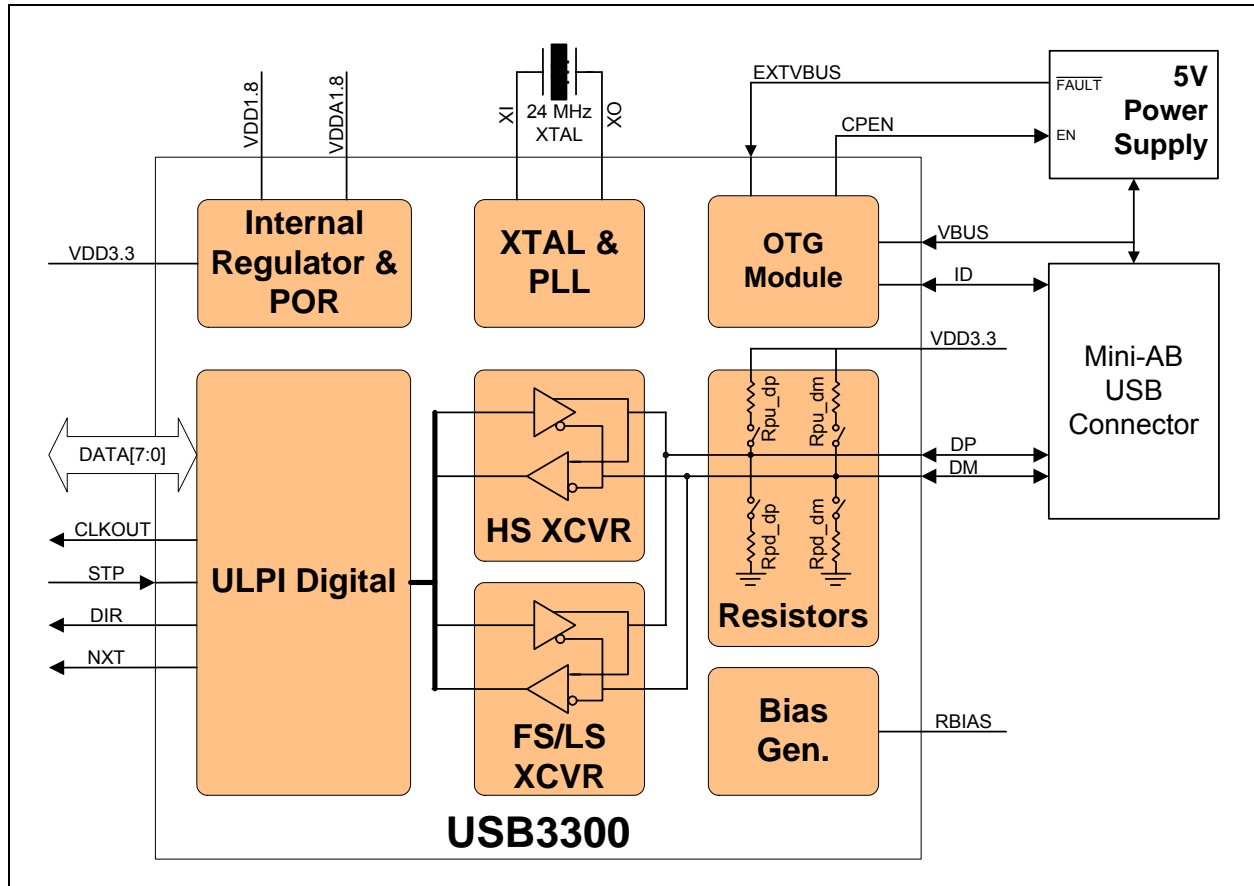 VDD1.8
VDDA1.8
XI
24 MHz
XTAL
XO
EXTVBUS
CPEN
FAULT
EN
5V
Power
Supply
Internal
Regulator &
POR
XTAL &
PLL
OTG
Module
VDD3.3
VBUS
ID
VDD3.3
Mini-AB
USB
Connector
Rpu_dp
Rpu_dm
DP
DM
Rpd_dp
Rpd_dm
Resistors
DATA[7:0]
CLKOUT
STP
DIR
NXT
ULPI Digital
HS XCVR
FS/LS
XCVR
Bias
Gen.
RBIAS
USB3300